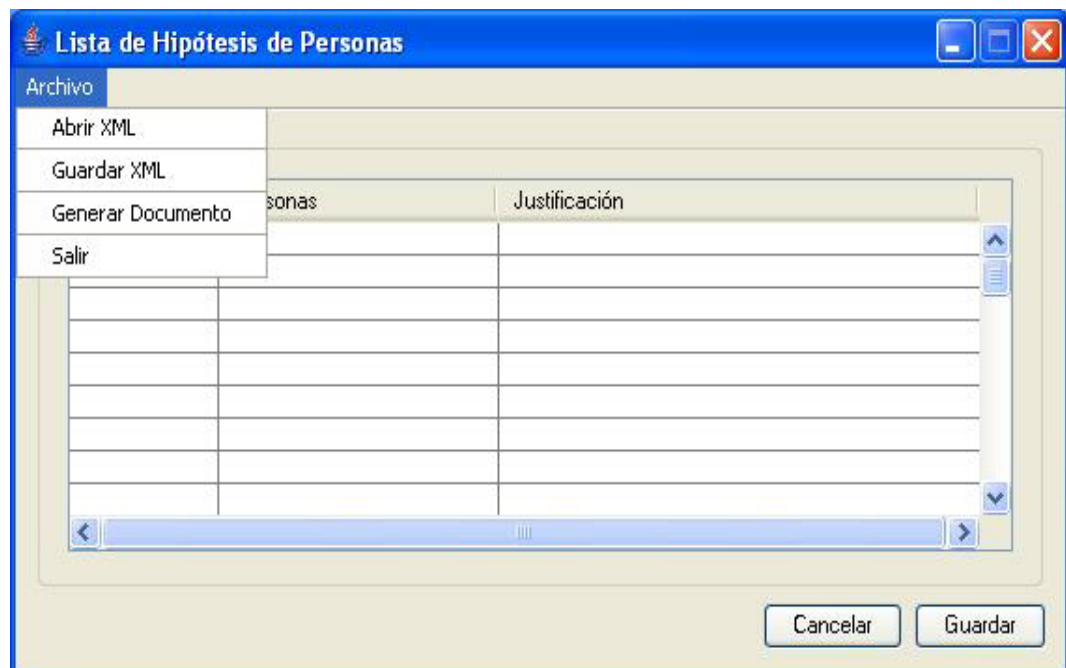 Lista de Hipótesis de Personas
Archivo
Abrir XML
Guardar XML
Generar Documento
Salir
sonas Justificación
Cancelar Guardar